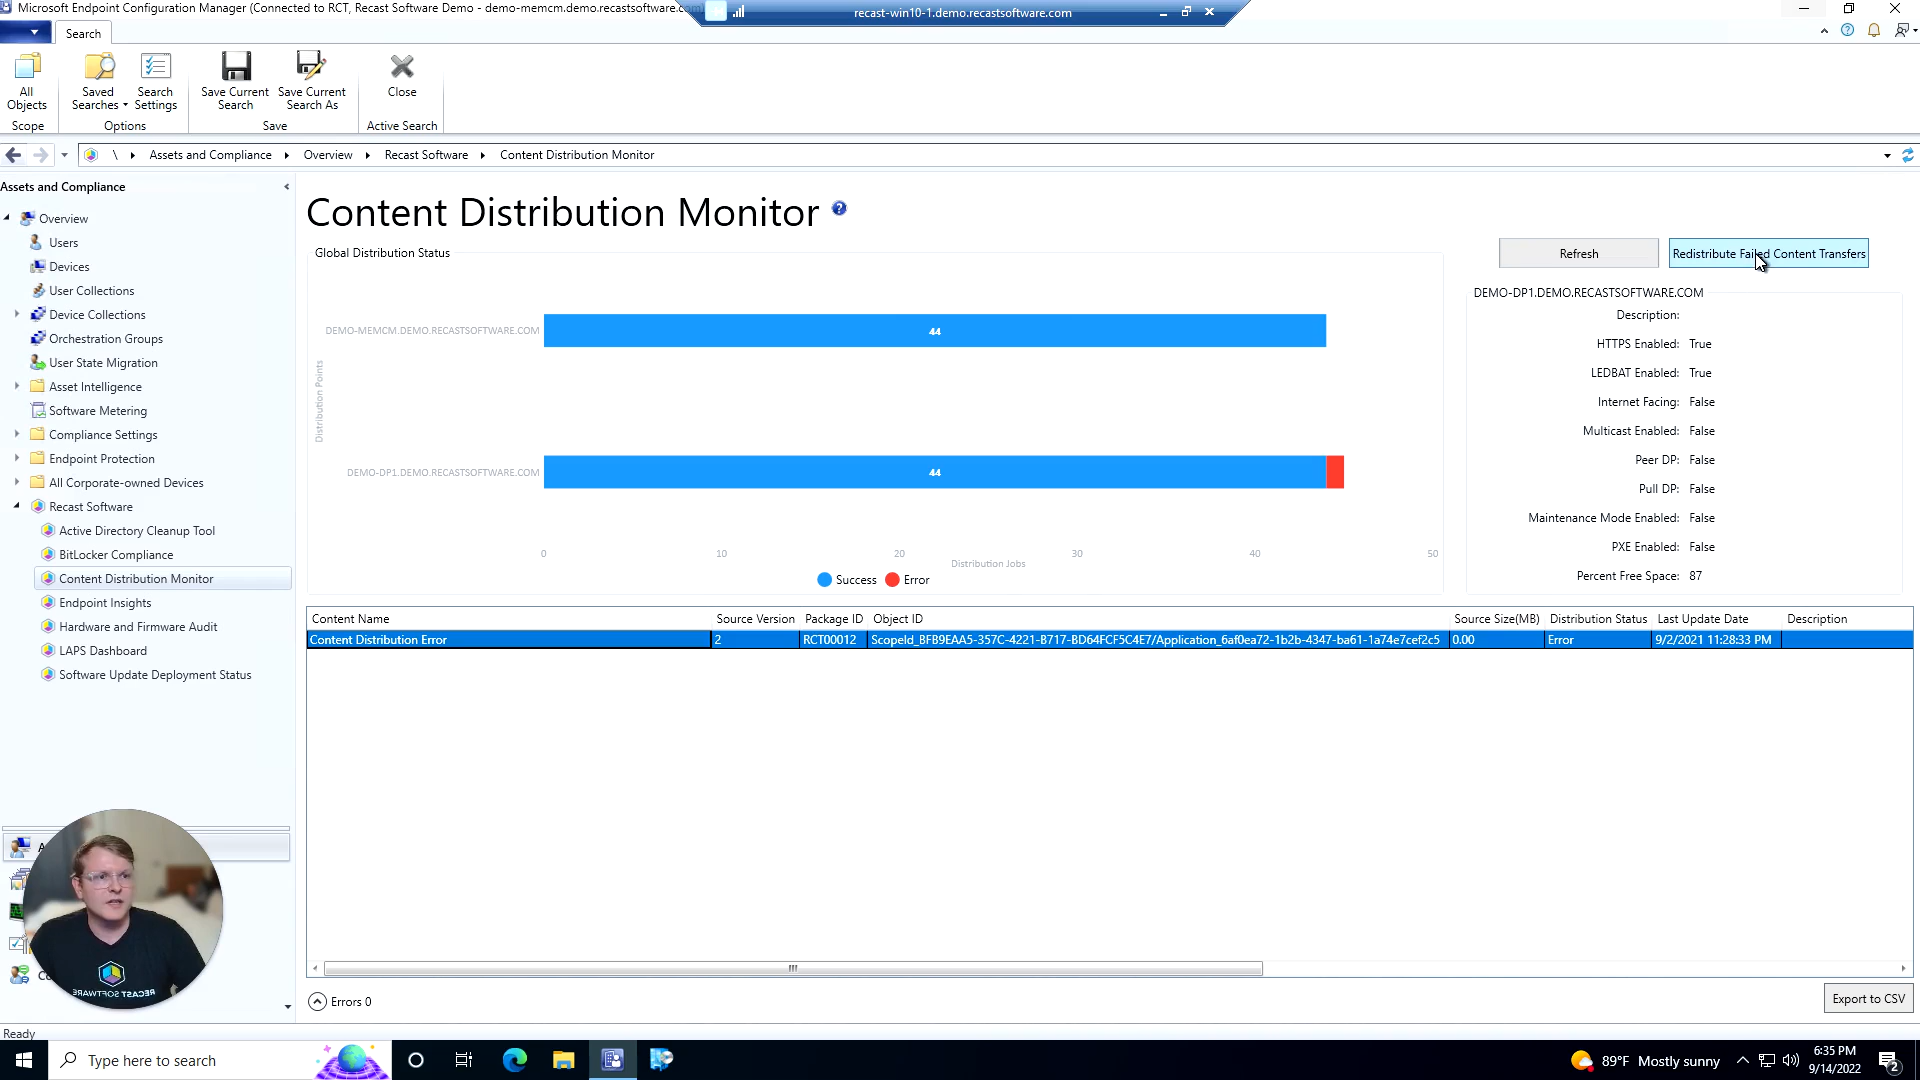 Microsoft Endpoint Configuration Manager (Connected to RCT, Recast Software Demo - demo-memcm.demo.recastsoftware.co
recast-win10-1.demo.recastsoftware.com
Search
All Objects
Saved Searches
Search Settings
Save Current Search
Save Current Search As
Close
Scope
Options
Save
Active Search
\ Assets and Compliance Overview Recast Software Content Distribution Monitor
Assets and Compliance
Overview
Users
Devices
User Collections
Device Collections
Orchestration Groups
User State Migration
Asset Intelligence
Software Metering
Compliance Settings
Endpoint Protection
All Corporate-owned Devices
Recast Software
Active Directory Cleanup Tool
BitLocker Compliance
Content Distribution Monitor
Endpoint Insights
Hardware and Firmware Audit
LAPS Dashboard
Software Update Deployment Status
RECAST SOFTWARE
Content Distribution Monitor
Global Distribution Status
Refresh
Redistribute Failed Content Transfers
Distribution Points
DEMO-MEMCM.DEMO.RECASTSOFTWARE.COM 44
DEMO-DP1.DEMO.RECASTSOFTWARE.COM 44
0 10 20 30 40 50
Distribution Jobs
Success Error
DEMO-DP1.DEMO.RECASTSOFTWARE.COM
Description:
HTTPS Enabled: True
LEDBAT Enabled: True
Internet Facing: False
Multicast Enabled: False
Peer DP: False
Pull DP: False
Maintenance Mode Enabled: False
PXE Enabled: False
Percent Free Space: 87
Content Name Source Version Package ID Object ID Source Size(MB) Distribution Status Last Update Date Description
Content Distribution Error 2 RCT00012 ScopeId_BFB9EAA5-357C-4221-B717-BD64FCF5C4E7/Application_6af0ea72-1b2b-4347-ba61-1a74e7cef2c5 0.00 Error 9/2/2021 11:28:33 PM
Errors 0
Export to CSV
Ready
Type here to search
89°F Mostly sunny
6:35 PM
9/14/2022
2